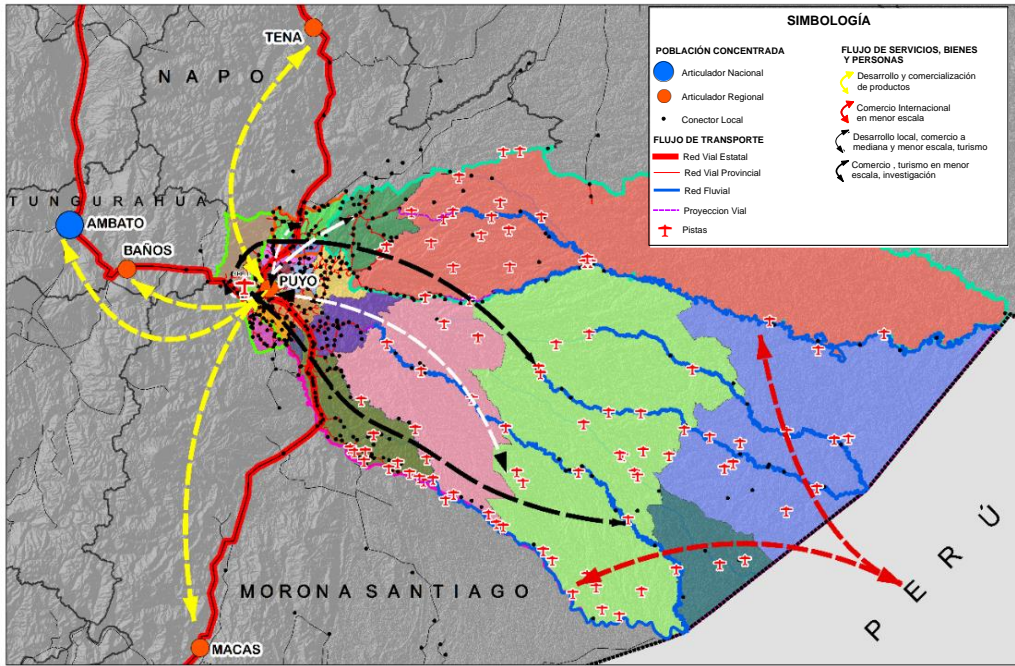 TENA
NAPO
TUNGURAHUA
AMBATO
BAÑOS
PUYO
MORONA SANTIAGO
MACAS
PERÚ
SIMBOLOGÍA
POBLACIÓN CONCENTRADA
Articulador Nacional
Articulador Regional
Conector Local
FLUJO DE TRANSPORTE
Red Vial Estatal
Red Vial Provincial
Red Fluvial
Proyeccion Vial
Pistas
FLUJO DE SERVICIOS, BIENES
Y PERSONAS
Desarrollo y comercialización
de productos
Comercio Internacional
en menor escala
Desarrollo local, comercio a
mediana y menor escala, turismo
Comercio , turismo en menor
escala, investigación